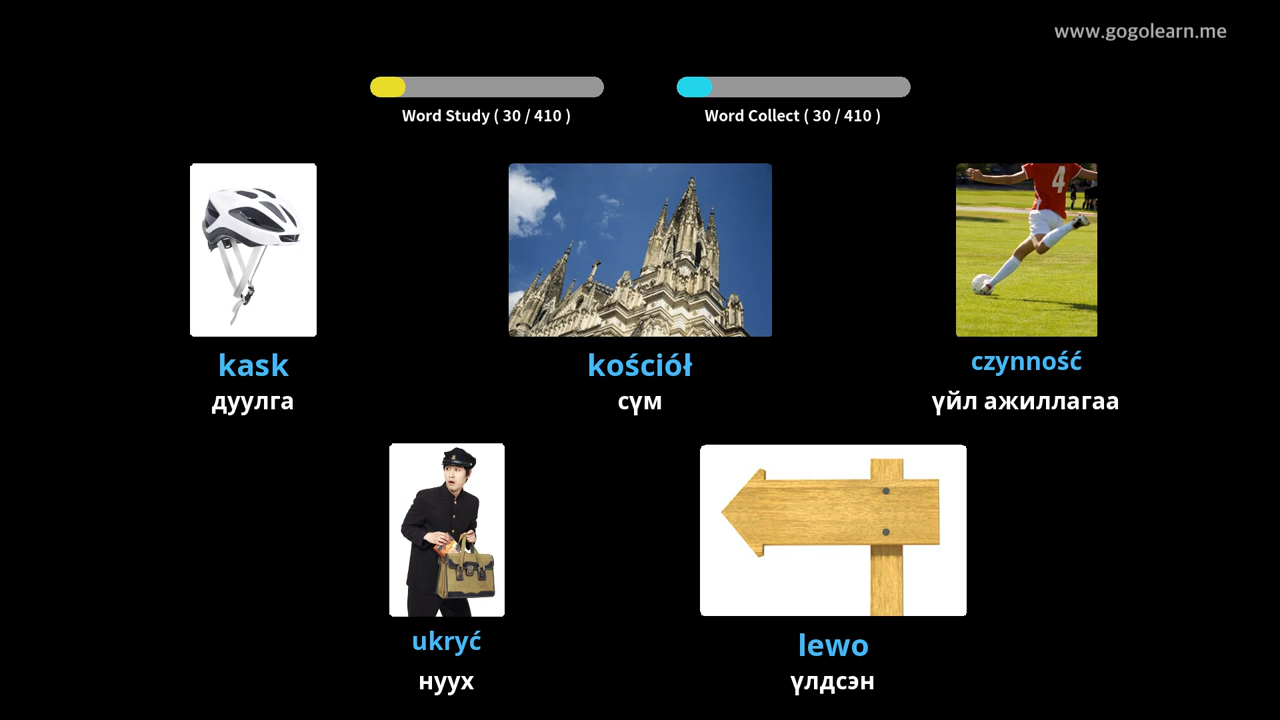 www.gogolearn.me
Word Study ( 30 / 410 )
Word Collect ( 30 / 410 )
kask
дуулга
kościół
сүм
czynność
үйл ажиллагаа
ukryć
нуух
lewo
үлдсэн